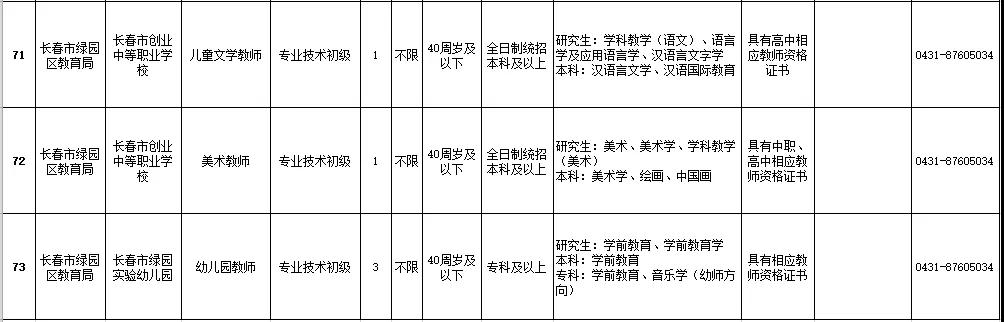 71
长春市绿园
区教育局
长春市创业
中等职业学
校
儿童文学教师
专业技术初级
1
不限
40周岁及
以下
全日制统招
本科及以上
研究生：学科教学（语文）、语言
学及应用语言学、汉语言文字学
本科：汉语言文学、汉语国际教育
具有高中相
应教师资格
证书
0431-87605034
72
长春市绿园
区教育局
长春市创业
中等职业学
校
美术教师
专业技术初级
1
不限
40周岁及
以下
全日制统招
本科及以上
研究生：美术、美术学、学科教学
（美术）
本科：美术学、绘画、中国画
具有中职、
高中相应教
师资格证书
0431-87605034
73
长春市绿园
区教育局
长春市绿园
实验幼儿园
幼儿园教师
专业技术初级
3
不限
40周岁及
以下
专科及以上
研究生：学前教育、学前教育学
本科：学前教育
专科：学前教育、音乐学（幼师方
向）
具有相应教
师资格证书
0431-87605034